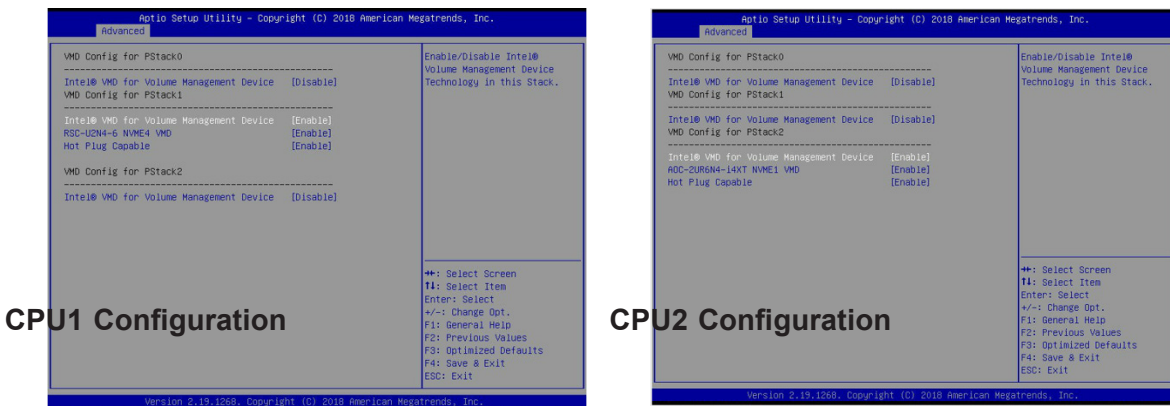 Aptio Setup Utility – Copyright (C) 2018 American Megatrends, Inc.
Advanced
VMD Config for PStack0
------------------------------------------------
Intel® VMD for Volume Management Device [Disable]
VMD Config for PStack1
------------------------------------------------
Intel® VMD for Volume Management Device [Enable]
RSC-U2N4-6 NVME4 VMD [Enable]
Hot Plug Capable [Enable]
VMD Config for PStack2
------------------------------------------------
Intel® VMD for Volume Management Device [Disable]
Enable/Disable Intel®
Volume Management Device
Technology in this Stack.
→←: Select Screen
↑↓: Select Item
Enter: Select
+/-: Change Opt.
F1: General Help
F2: Previous Values
F3: Optimized Defaults
F4: Save & Exit
ESC: Exit
Version 2.19.1268. Copyright (C) 2018 American Megatrends, Inc.
CPU1 Configuration
Aptio Setup Utility – Copyright (C) 2018 American Megatrends, Inc.
Advanced
VMD Config for PStack0
------------------------------------------------
Intel® VMD for Volume Management Device [Disable]
VMD Config for PStack1
------------------------------------------------
Intel® VMD for Volume Management Device [Disable]
VMD Config for PStack2
------------------------------------------------
Intel® VMD for Volume Management Device [Enable]
AOC-2UR6N4-i4XT NVME1 VMD [Enable]
Hot Plug Capable [Enable]
Enable/Disable Intel®
Volume Management Device
Technology in this Stack.
→←: Select Screen
↑↓: Select Item
Enter: Select
+/-: Change Opt.
F1: General Help
F2: Previous Values
F3: Optimized Defaults
F4: Save & Exit
ESC: Exit
Version 2.19.1268. Copyright (C) 2018 American Megatrends, Inc.
CPU2 Configuration